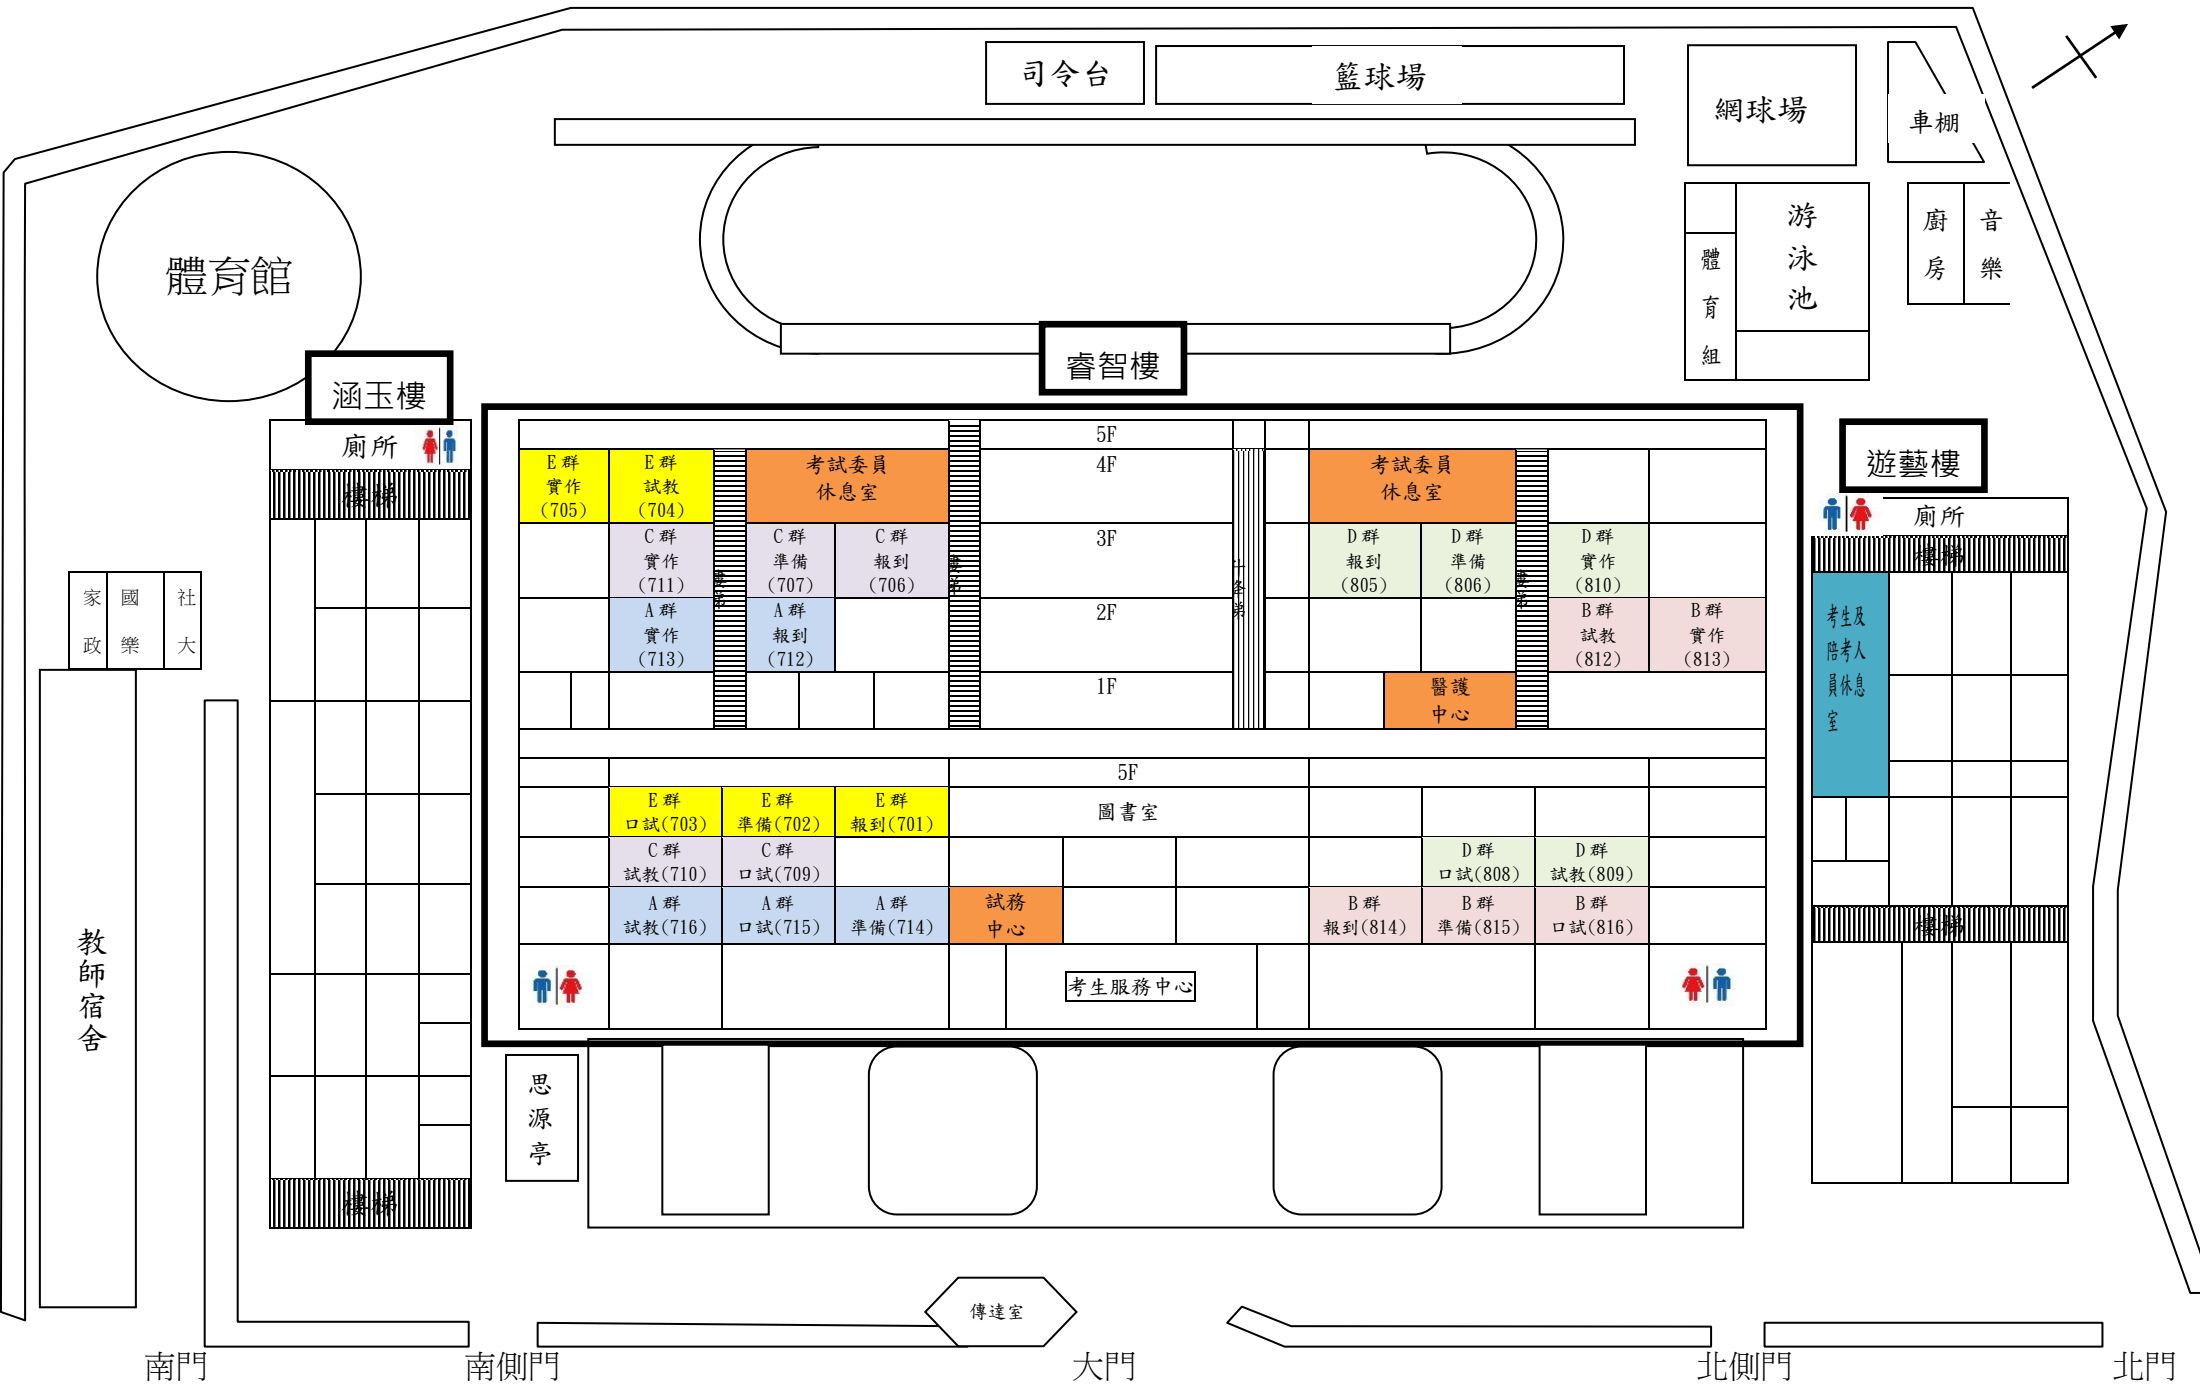 司令台
籃球場
網球場
車棚
游泳池
體育組
廚房
音樂
體育館
睿智樓
涵玉樓
遊藝樓
廁所
樓梯
5F
4F
3F
2F
1F
E群
實作
(705)
E群
試教
(704)
考試委員
休息室
考試委員
休息室
C群
實作
(711)
C群
準備
(707)
C群
報到
(706)
D群
報到
(805)
D群
準備
(806)
D群
實作
(810)
A群
實作
(713)
A群
報到
(712)
B群
試教
(812)
B群
實作
(813)
醫護
中心
廁所
樓梯
考生及
陪考人
員休息
室
家政
國樂
社大
5F
E群
口試(703)
E群
準備(702)
E群
報到(701)
圖書室
C群
試教(710)
C群
口試(709)
D群
口試(808)
D群
試教(809)
A群
試教(716)
A群
口試(715)
A群
準備(714)
試務
中心
B群
報到(814)
B群
準備(815)
B群
口試(816)
樓梯
考生服務中心
教師宿舍
思源亭
樓梯
傳達室
南門
南側門
大門
北側門
北門